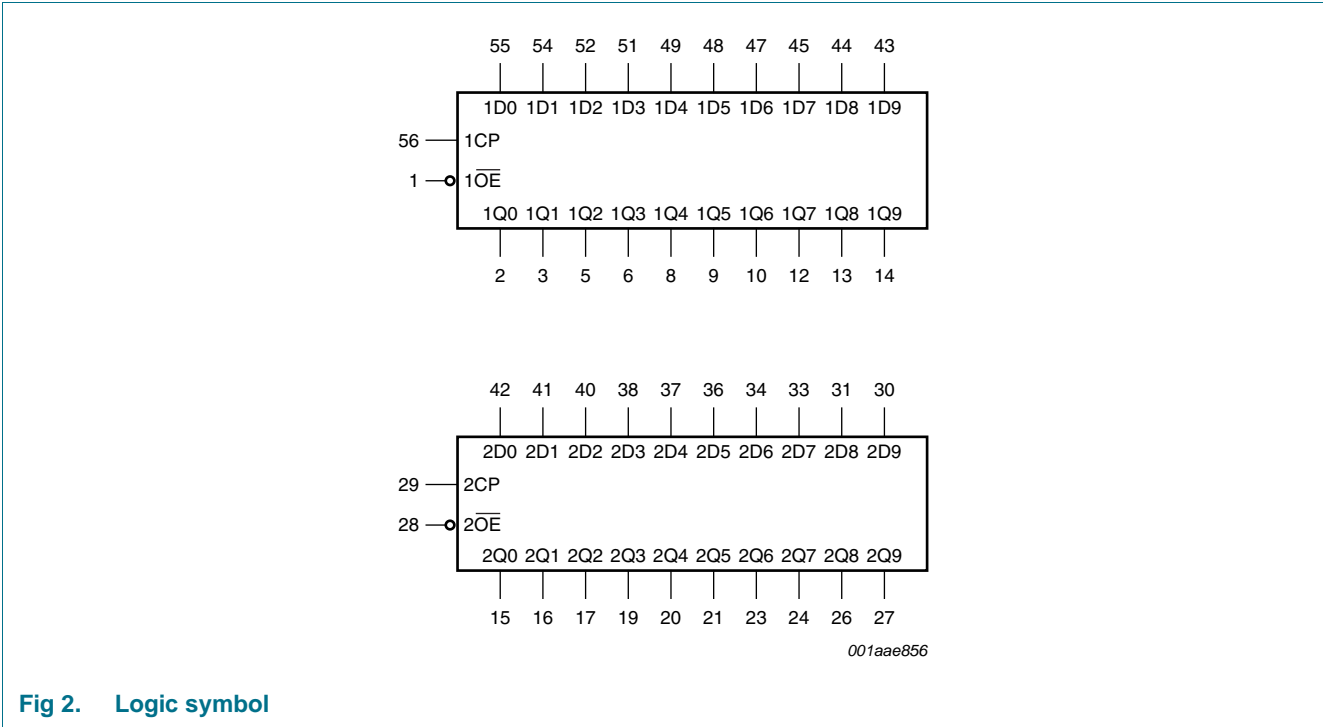 55 54 52 51 49 48 47 45 44 43
1D0 1D1 1D2 1D3 1D4 1D5 1D6 1D7 1D8 1D9
56 1CP
1 1O̅E̅
1Q0 1Q1 1Q2 1Q3 1Q4 1Q5 1Q6 1Q7 1Q8 1Q9
2 3 5 6 8 9 10 12 13 14
42 41 40 38 37 36 34 33 31 30
2D0 2D1 2D2 2D3 2D4 2D5 2D6 2D7 2D8 2D9
29 2CP
28 2O̅E̅
2Q0 2Q1 2Q2 2Q3 2Q4 2Q5 2Q6 2Q7 2Q8 2Q9
15 16 17 19 20 21 23 24 26 27
001aae856
Fig 2. Logic symbol